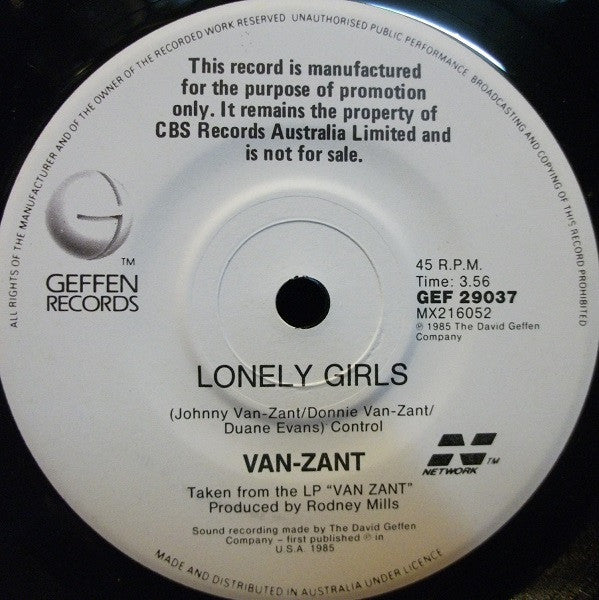 ALL RIGHTS OF THE MANUFACTURER AND OF THE OWNER OF THE RECORDED WORK RESERVED UNAUTHORISED PUBLIC PERFORMANCE, BROADCASTING AND COPYING OF THIS RECORD PROHIBITED
This record is manufactured
for the purpose of promotion
only. It remains the property of
CBS Records Australia Limited and
is not for sale.
G
TM
GEFFEN
RECORDS
45 R.P.M.
Time: 3.56
GEF 29037
MX216052
℗ 1985 The David Geffen
Company
LONELY GIRLS
(Johnny Van-Zant/Donnie Van-Zant/
Duane Evans) Control
VAN-ZANT
N TM
NETWORK
Taken from the LP "VAN ZANT"
Produced by Rodney Mills
Sound recording made by The David Geffen
Company - first published ℗ in
U.S.A. 1985
MADE AND DISTRIBUTED IN AUSTRALIA UNDER LICENCE